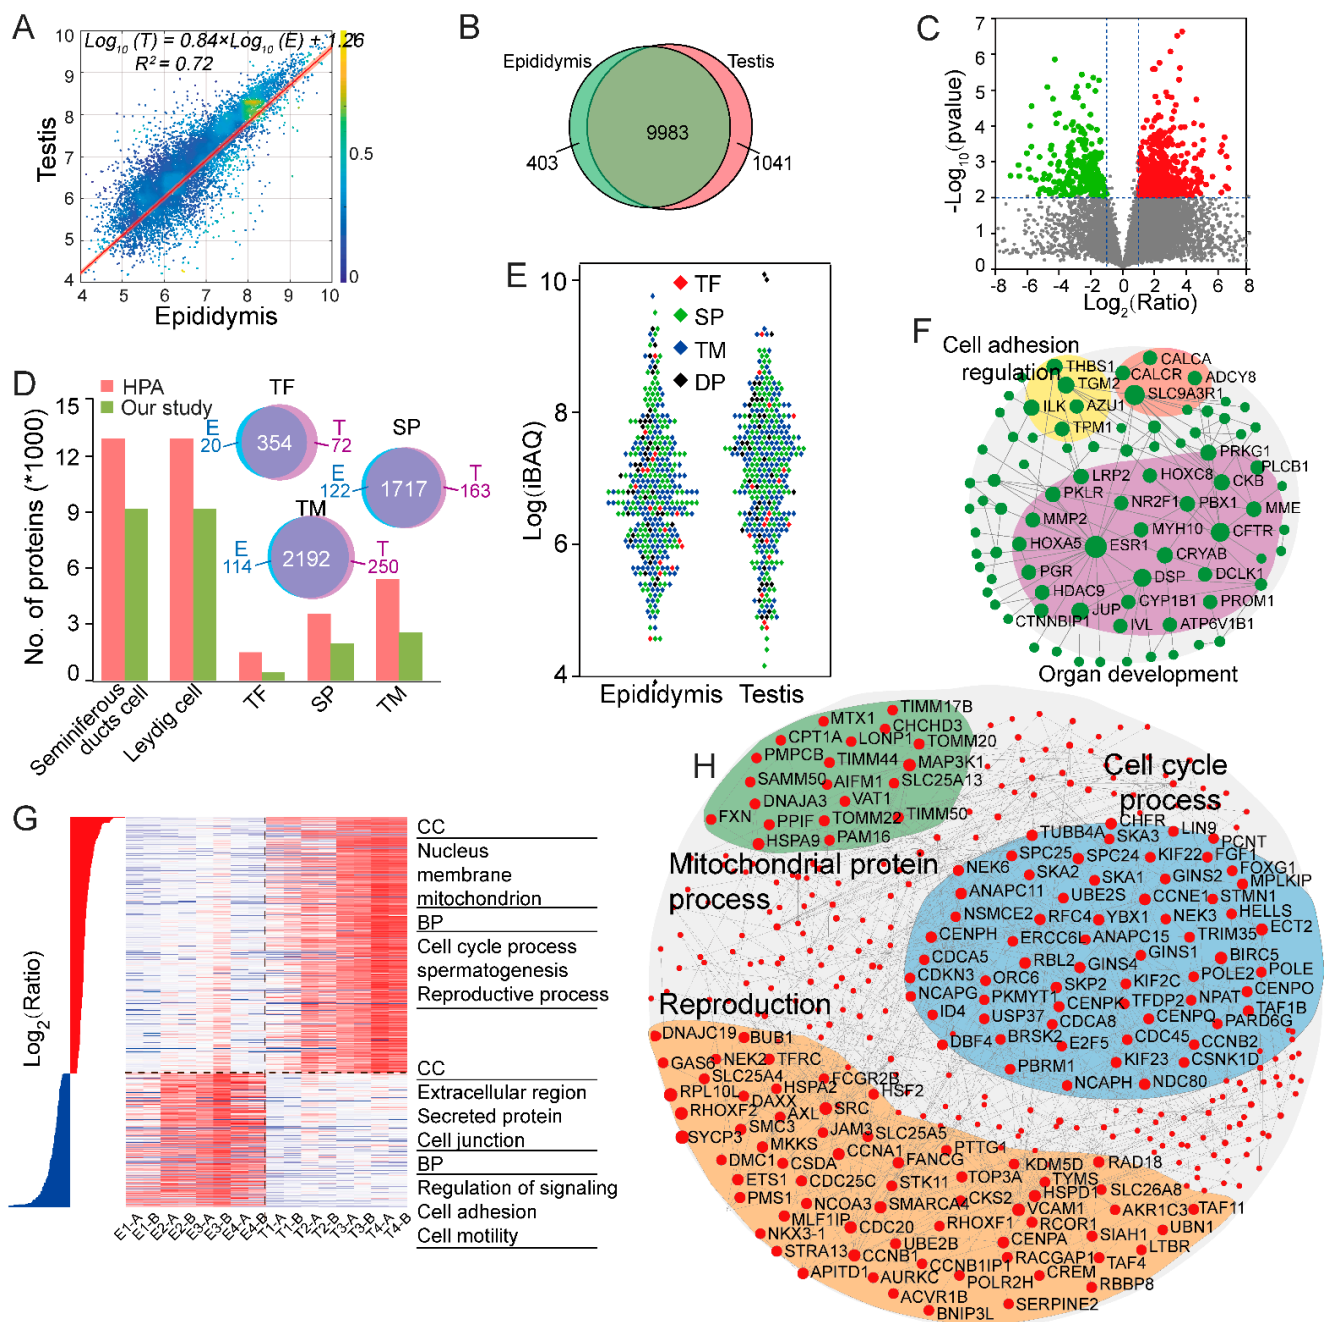 A
Log10 (T) = 0.84×Log10 (E) + 1.26
R2 = 0.72
10
9
8
7
6
5
4
Testis
4 5 6 7 8 9 10
Epididymis
1
0.5
0
B
Epididymis
Testis
9983
403
1041
C
7
6
5
4
3
2
1
0
-Log10(pvalue)
-8 -6 -4 -2 0 2 4 6 8
Log2(Ratio)
D
HPA
Our study
15
12
9
6
3
0
No. of proteins (*1000)
TF
354
E
20
T
72
SP
1717
122
163
TM
2192
E
114
T
250
Seminiferous
ducts cell
Leydig cell
TF
SP
TM
E
TF
SP
TM
DP
10
8
6
4
Log(iBAQ)
Epididymis
Testis
F
Cell adhesion
regulation
THBS1
TGM2
ILK
AZU1
TPM1
CALCA
CALCR
ADCY8
SLC9A3R1
PRKG1
PLCB1
LRP2
HOXC8
CKB
PKLR
NR2F1
PBX1
MME
MMP2
MYH10
CFTR
HOXA5
ESR1
CRYAB
PGR
DSP
DCLK1
HDAC9
CYP1B1
PROM1
CTNNBIP1
JUP
IVL
ATP6V1B1
Organ development
G
Log2(Ratio)
CC
Nucleus
membrane
mitochondrion
BP
Cell cycle process
spermatogenesis
Reproductive process
CC
Extracellular region
Secreted protein
Cell junction
BP
Regulation of signaling
Cell adhesion
Cell motility
E1-A
E1-B
E2-A
E2-B
E3-A
E3-B
E4-A
E4-B
T1-A
T1-B
T2-A
T2-B
T3-A
T3-B
T4-A
T4-B
H
TIMM17B
MTX1
CHCHD3
CPT1A
LONP1
TOMM20
PMPCB
TIMM44
MAP3K1
SAMM50
AIFM1
SLC25A13
DNAJA3
VAT1
FXN
PPIF
TOMM22
TIMM50
HSPA9
PAM16
Mitochondrial protein
process
Cell cycle
process
CHFR
TUBB4A
SKA3
LIN9
PCNT
SPC25
SPC24
KIF22
FGF1
NEK6
SKA2
SKA1
GINS2
FOXG1
MPLKIP
ANAPC11
UBE2S
CCNE1
STMN1
NSMCE2
RFC4
YBX1
NEK3
HELLS
ECT2
CENPH
ERCC6L
ANAPC15
TRIM35
CDCA5
RBL2
GINS4
GINS1
BIRC5
CDKN3
ORC6
SKP2
KIF2C
POLE2
POLE
NCAPG
PKMYT1
CENPK
TFDP2
NPAT
CENPO
TAF1B
ID4
USP37
CDCA8
CENPQ
PARD6G
DBF4
BRSK2
E2F5
CDC45
CCNB2
PBRM1
KIF23
CSNK1D
NCAPH
NDC80
Reproduction
DNAJC19
BUB1
GAS6
NEK2
TFRC
SLC25A4
HSPA2
FCGR2B
HSF2
RPL10L
DAXX
RHOXF2
AXL
SRC
SMC3
JAM3
SLC25A5
SYCP3
MKKS
CCNA1
PTTG1
DMC1
CSDA
FANCG
KDM5D
RAD18
ETS1
CDC25C
STK11
TOP3A
TYMS
PMS1
NCOA3
SMARCA4
CKS2
HSPD1
SLC26A8
MLF1IP
VCAM1
AKR1C3
TAF11
NKX3-1
CDC20
RHOXF1
RCOR1
UBN1
STRA13
UBE2B
CENPA
SIAH1
LTBR
CCNB1
RACGAP1
TAF4
APITD1
CCNB1IP1
CREM
RBBP8
AURKC
POLR2H
ACVR1B
SERPINE2
BNIP3L